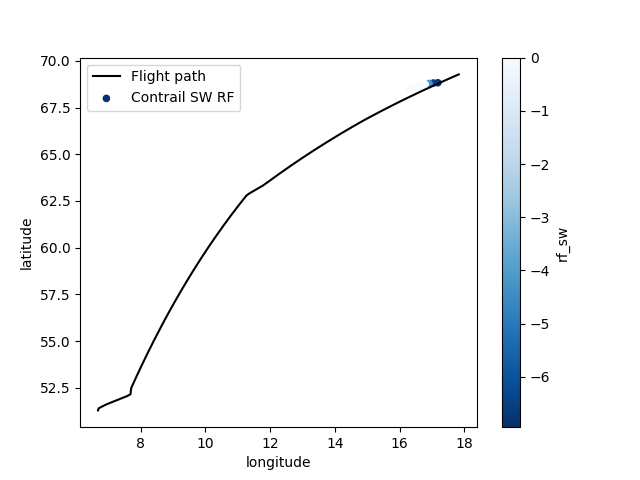 Flight path
Contrail SW RF
70.0
67.5
65.0
62.5
60.0
57.5
55.0
52.5
latitude
8 10 12 14 16 18
longitude
0
−1
−2
−3
−4
−5
−6
rf_sw